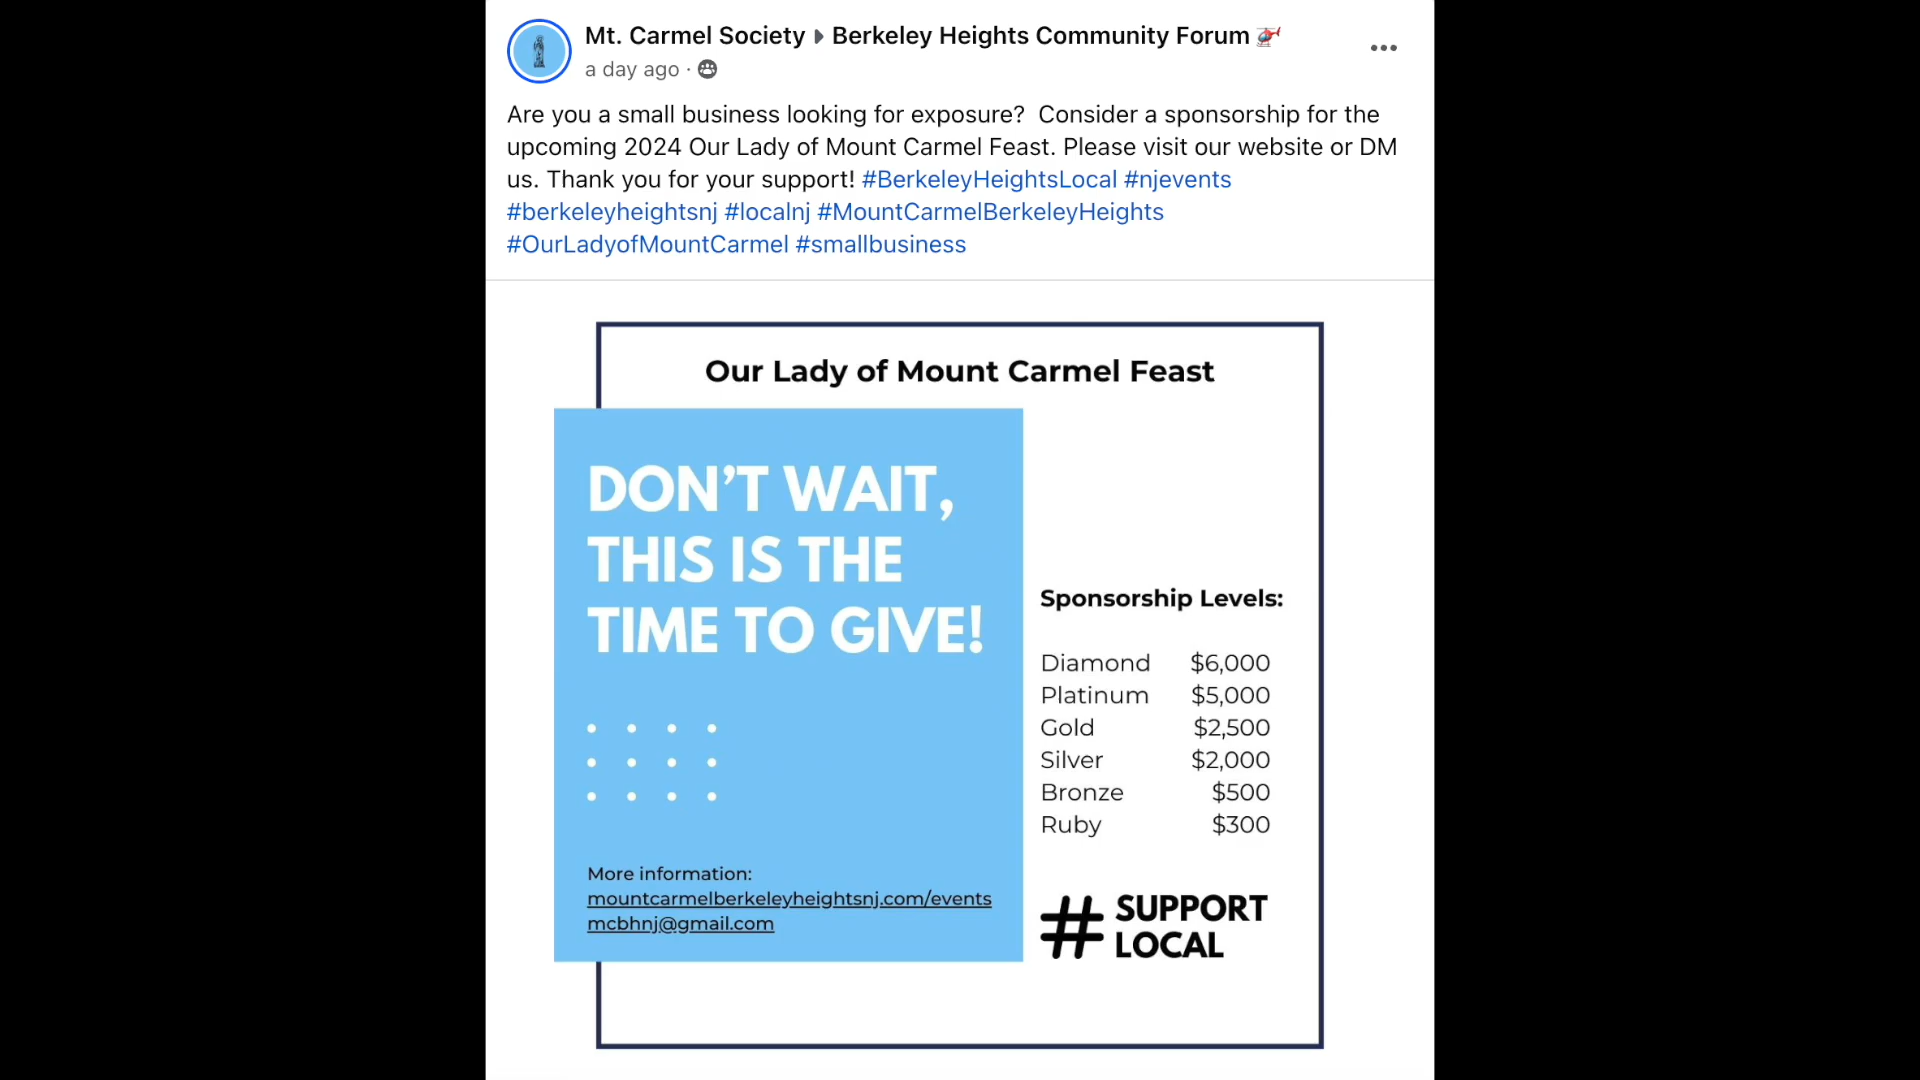 Mt. Carmel Society Berkeley Heights Community Forum 🚁
a day ago ·
Are you a small business looking for exposure?  Consider a sponsorship for the
upcoming 2024 Our Lady of Mount Carmel Feast. Please visit our website or DM
us. Thank you for your support! #BerkeleyHeightsLocal #njevents
#berkeleyheightsnj #localnj #MountCarmelBerkeleyHeights
#OurLadyofMountCarmel #smallbusiness
Our Lady of Mount Carmel Feast
DON’T WAIT,
THIS IS THE
TIME TO GIVE!
More information:
mountcarmelberkeleyheightsnj.com/events
mcbhnj@gmail.com
Sponsorship Levels:
Diamond $6,000
Platinum $5,000
Gold $2,500
Silver $2,000
Bronze $500
Ruby $300
# SUPPORT
LOCAL